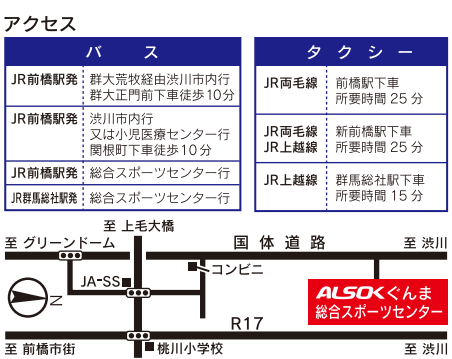 アクセス
バス
JR前橋駅発 群大荒牧経由渋川市内行
群大正門前下車徒歩10分
JR前橋駅発 渋川市内行
又は小児医療センター行
関根町下車徒歩10分
JR前橋駅発 総合スポーツセンター行
JR群馬総社駅発 総合スポーツセンター行
タクシー
JR両毛線 前橋駅下車
所要時間25分
JR両毛線 新前橋駅下車
JR上越線 所要時間25分
JR上越線 群馬総社駅下車
所要時間15分
至 上毛大橋
至 グリーンドーム
国体道路
至 渋川
コンビニ
JA-SS
N
ALSOKぐんま
総合スポーツセンター
R17
至 前橋市街
桃川小学校
至 渋川